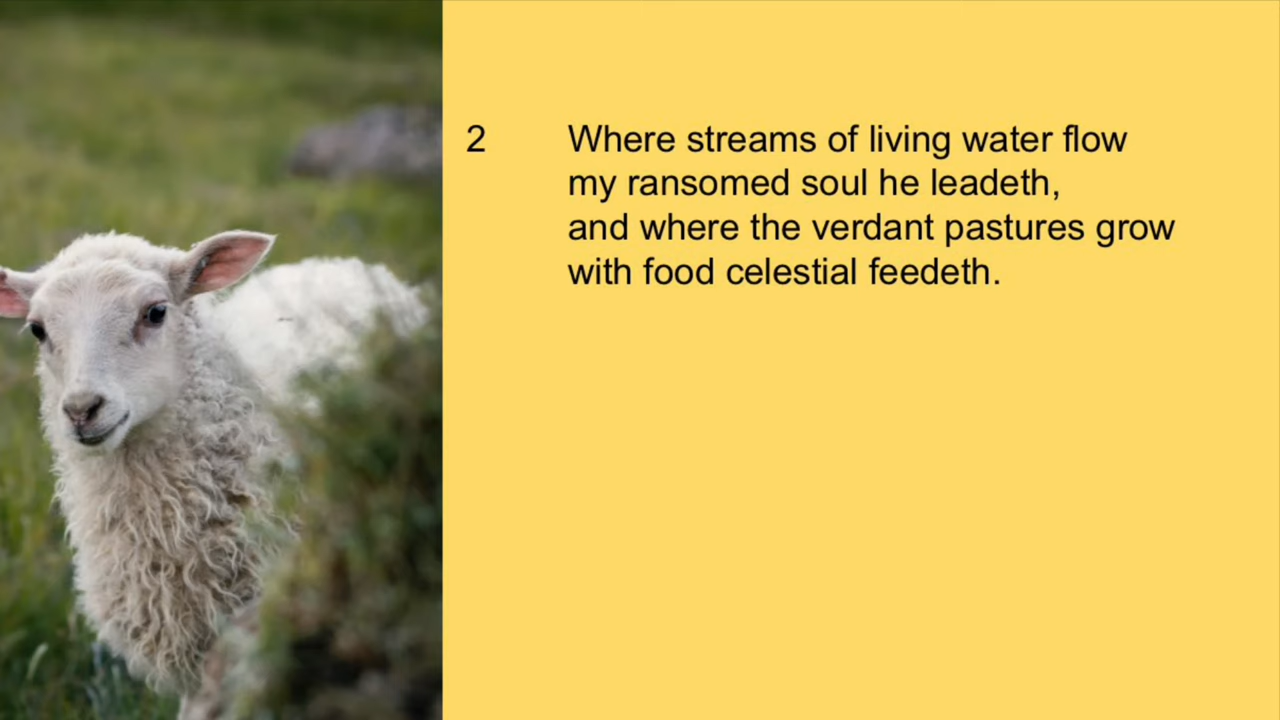 2 Where streams of living water flow
my ransomed soul he leadeth,
and where the verdant pastures grow
with food celestial feedeth.